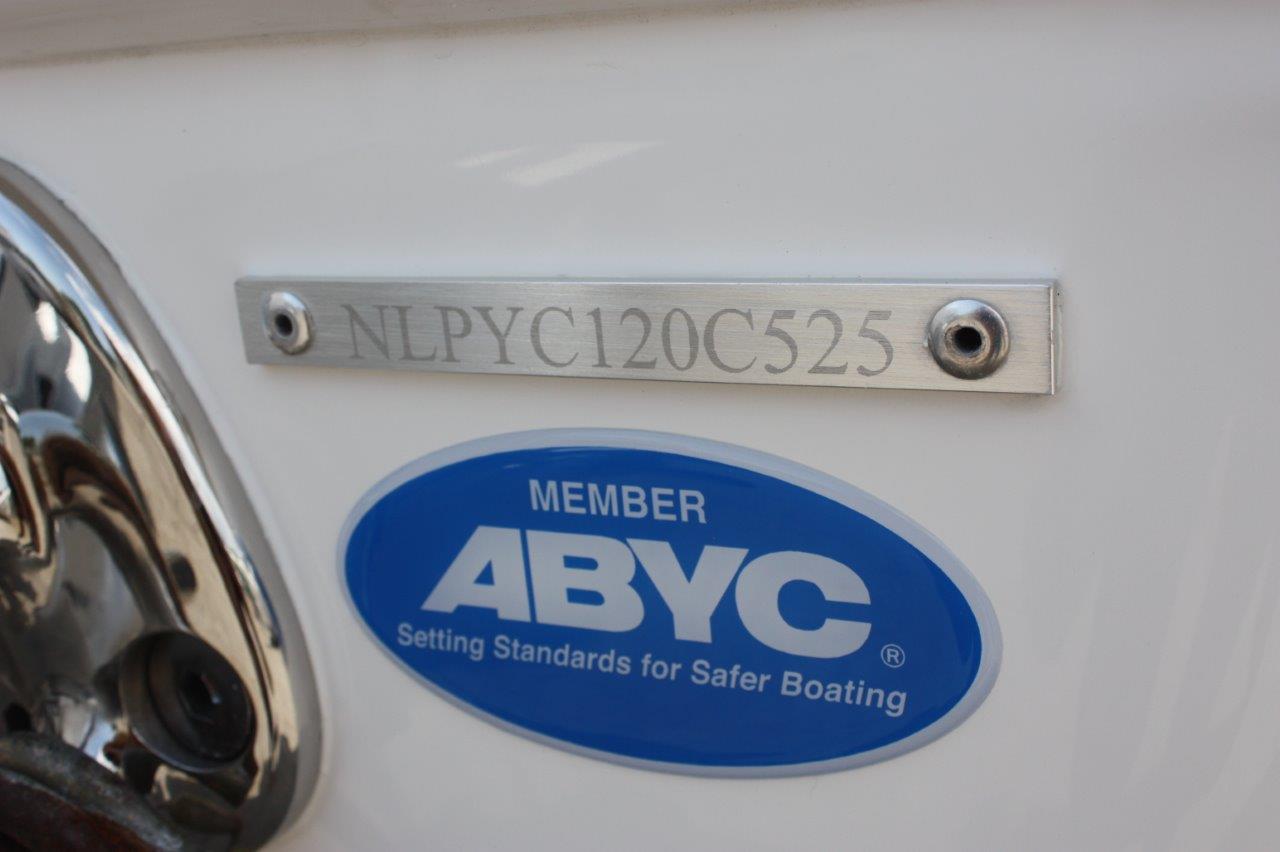 NLPYC120C525
MEMBER
ABYC
®
Setting Standards for Safer Boating